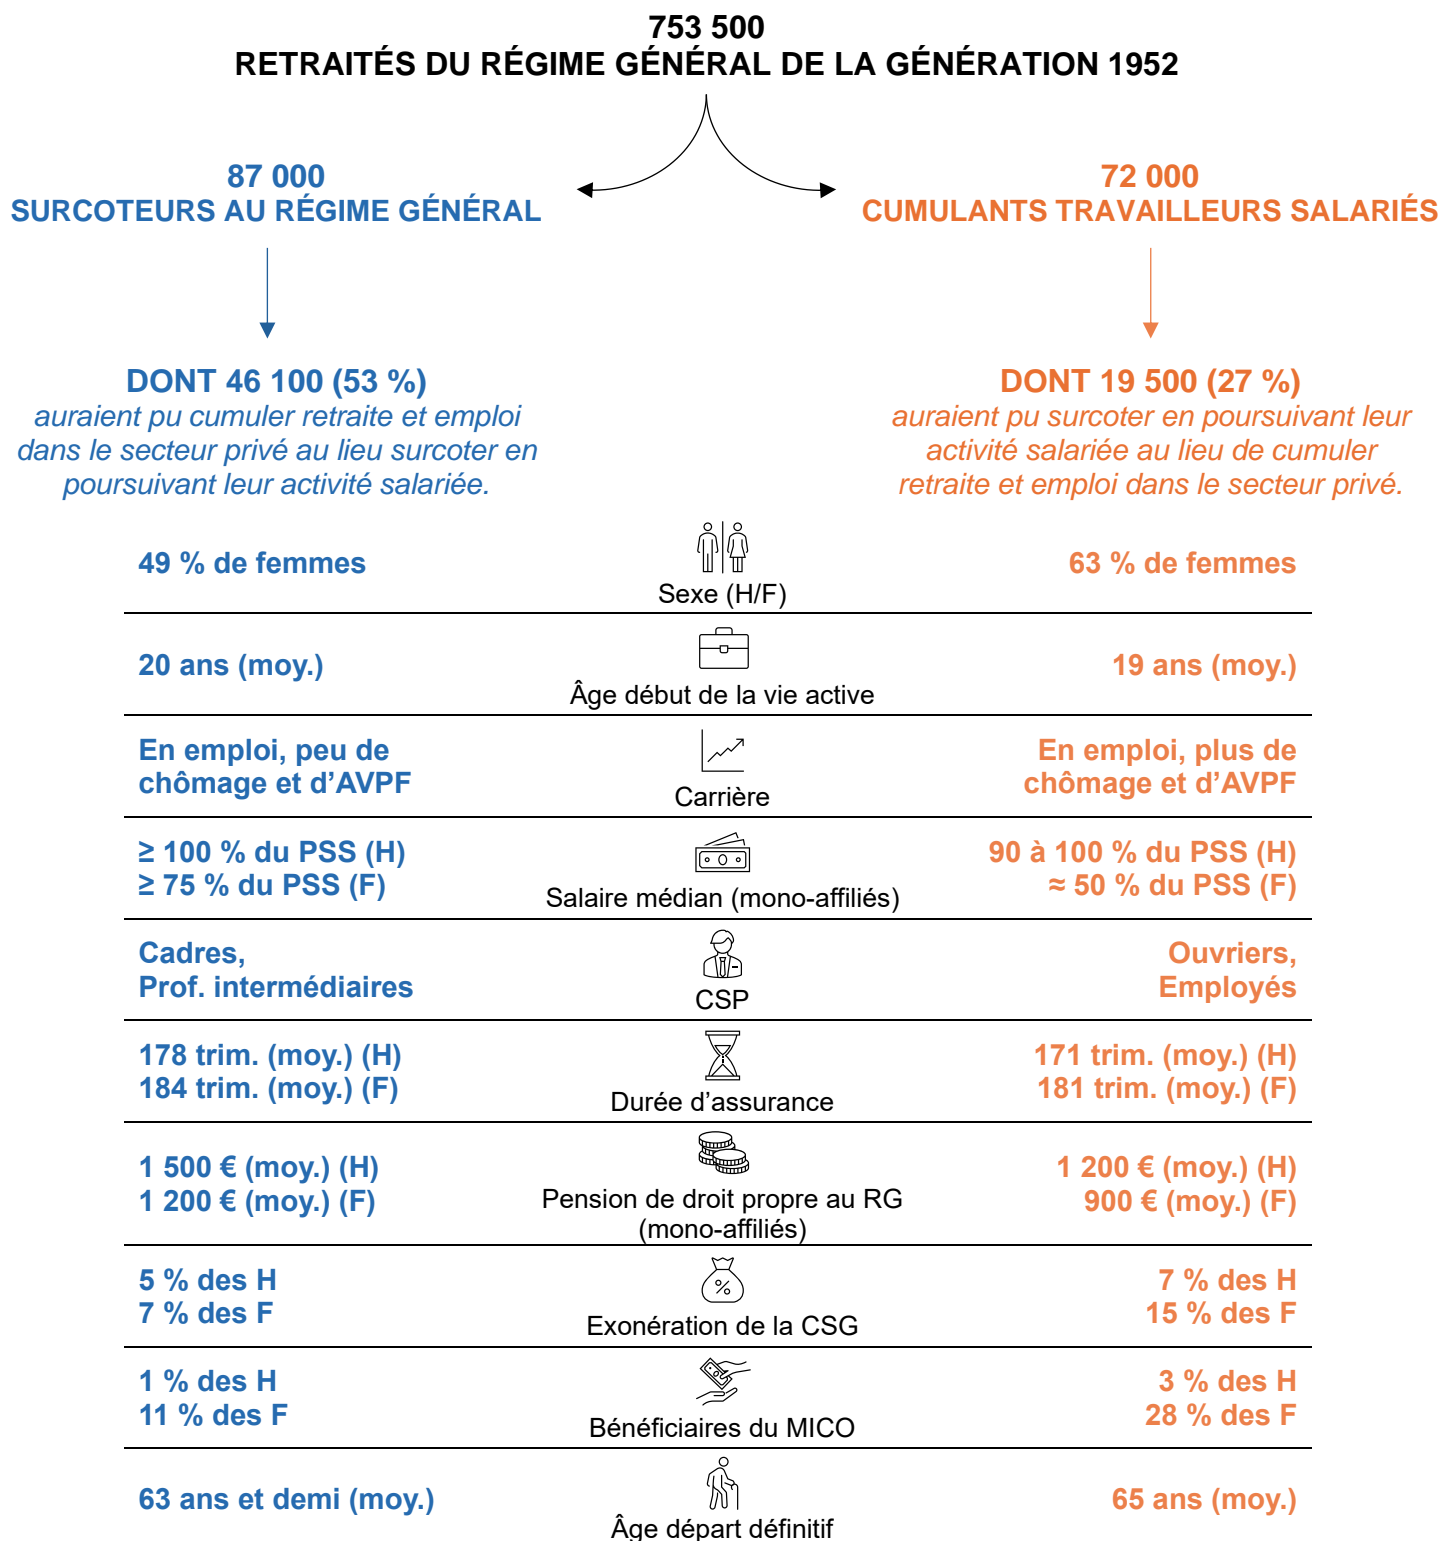 753 500
RETRAITÉS DU RÉGIME GÉNÉRAL DE LA GÉNÉRATION 1952
87 000
SURCOTEURS AU RÉGIME GÉNÉRAL
72 000
CUMULANTS TRAVAILLEURS SALARIÉS
DONT 46 100 (53 %)
auraient pu cumuler retraite et emploi
dans le secteur privé au lieu surcoter en
poursuivant leur activité salariée.
DONT 19 500 (27 %)
auraient pu surcoter en poursuivant leur
activité salariée au lieu de cumuler
retraite et emploi dans le secteur privé.
49 % de femmes
Sexe (H/F)
63 % de femmes
20 ans (moy.)
Âge début de la vie active
19 ans (moy.)
En emploi, peu de
chômage et d’AVPF
Carrière
En emploi, plus de
chômage et d’AVPF
≥ 100 % du PSS (H)
≥ 75 % du PSS (F)
Salaire médian (mono-affiliés)
90 à 100 % du PSS (H)
≈ 50 % du PSS (F)
Cadres,
Prof. intermédiaires
CSP
Ouvriers,
Employés
178 trim. (moy.) (H)
184 trim. (moy.) (F)
Durée d’assurance
171 trim. (moy.) (H)
181 trim. (moy.) (F)
1 500 € (moy.) (H)
1 200 € (moy.) (F)
Pension de droit propre au RG
(mono-affiliés)
1 200 € (moy.) (H)
900 € (moy.) (F)
5 % des H
7 % des F
%
Exonération de la CSG
7 % des H
15 % des F
1 % des H
11 % des F
Bénéficiaires du MICO
3 % des H
28 % des F
63 ans et demi (moy.)
Âge départ définitif
65 ans (moy.)